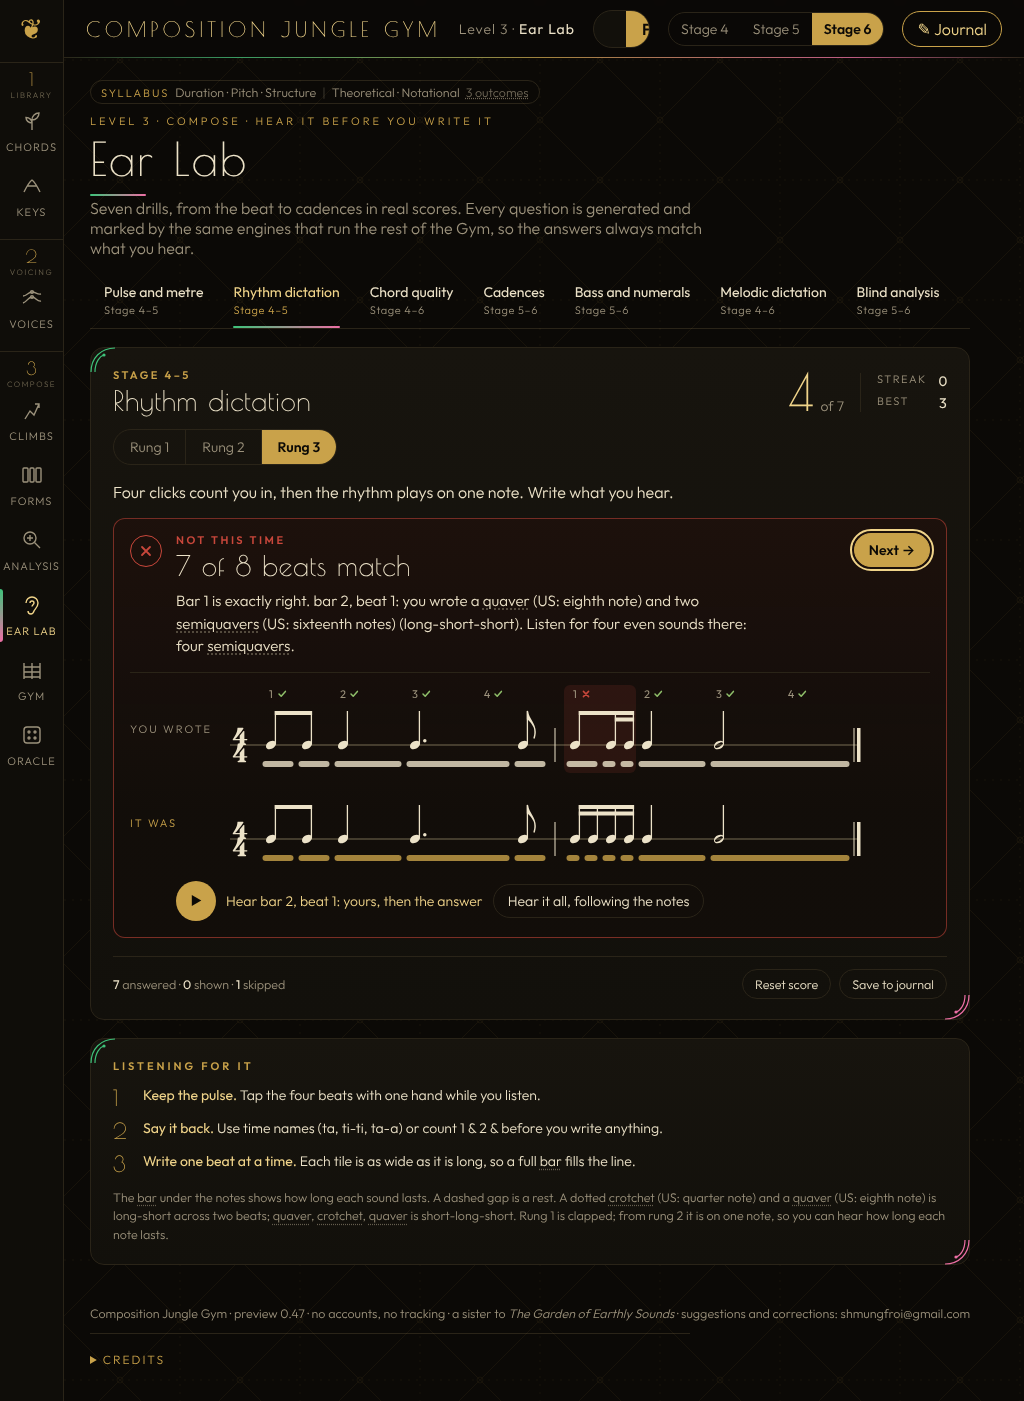 COMPOSITION JUNGLE GYM
Level 3 · Ear Lab
Stage 4
Stage 5
Stage 6
✎ Journal
1
LIBRARY
CHORDS
KEYS
2
VOICING
VOICES
3
COMPOSE
CLIMBS
FORMS
ANALYSIS
EAR LAB
GYM
ORACLE
SYLLABUS Duration · Pitch · Structure | Theoretical · Notational 3 outcomes
LEVEL 3 · COMPOSE · HEAR IT BEFORE YOU WRITE IT
Ear Lab
Seven drills, from the beat to cadences in real scores. Every question is generated and
marked by the same engines that run the rest of the Gym, so the answers always match
what you hear.
Pulse and metre
Stage 4–5
Rhythm dictation
Stage 4–5
Chord quality
Stage 4–6
Cadences
Stage 5–6
Bass and numerals
Stage 5–6
Melodic dictation
Stage 4–6
Blind analysis
Stage 5–6
STAGE 4–5
Rhythm dictation
4 of 7
STREAK 0
BEST 3
Rung 1
Rung 2
Rung 3
Four clicks count you in, then the rhythm plays on one note. Write what you hear.
NOT THIS TIME
7 of 8 beats match
Next →
Bar 1 is exactly right. bar 2, beat 1: you wrote a quaver (US: eighth note) and two
semiquavers (US: sixteenth notes) (long-short-short). Listen for four even sounds there:
four semiquavers.
1 ✓ 2 ✓ 3 ✓ 4 ✓ 1 ✗ 2 ✓ 3 ✓ 4 ✓
YOU WROTE
4
4
IT WAS
4
4
Hear bar 2, beat 1: yours, then the answer
Hear it all, following the notes
7 answered · 0 shown · 1 skipped
Reset score
Save to journal
LISTENING FOR IT
1 Keep the pulse. Tap the four beats with one hand while you listen.
2 Say it back. Use time names (ta, ti-ti, ta-a) or count 1 & 2 & before you write anything.
3 Write one beat at a time. Each tile is as wide as it is long, so a full bar fills the line.
The bar under the notes shows how long each sound lasts. A dashed gap is a rest. A dotted crotchet (US: quarter note) and a quaver (US: eighth note) is
long-short across two beats; quaver, crotchet, quaver is short-long-short. Rung 1 is clapped; from rung 2 it is on one note, so you can hear how long each
note lasts.
Composition Jungle Gym · preview 0.47 · no accounts, no tracking · a sister to The Garden of Earthly Sounds · suggestions and corrections: shmungfroi@gmail.com
▶ CREDITS